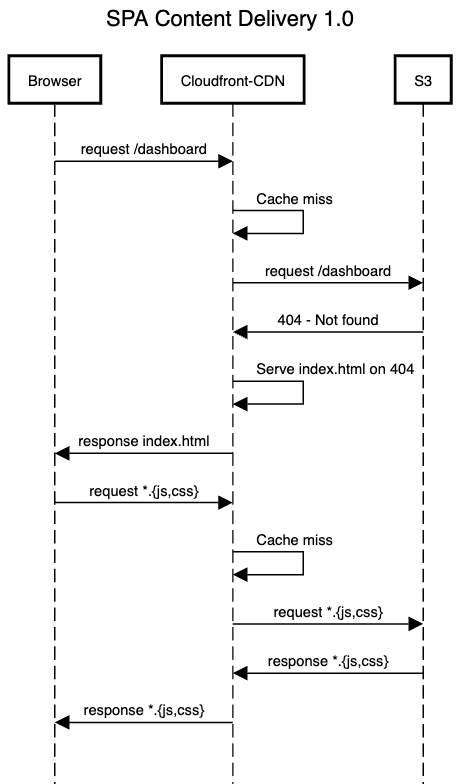 SPA Content Delivery 1.0
Browser
Cloudfront-CDN
S3
request /dashboard
Cache miss
request /dashboard
404 - Not found
Serve index.html on 404
response index.html
request *.{js,css}
Cache miss
request *.{js,css}
response *.{js,css}
response *.{js,css}